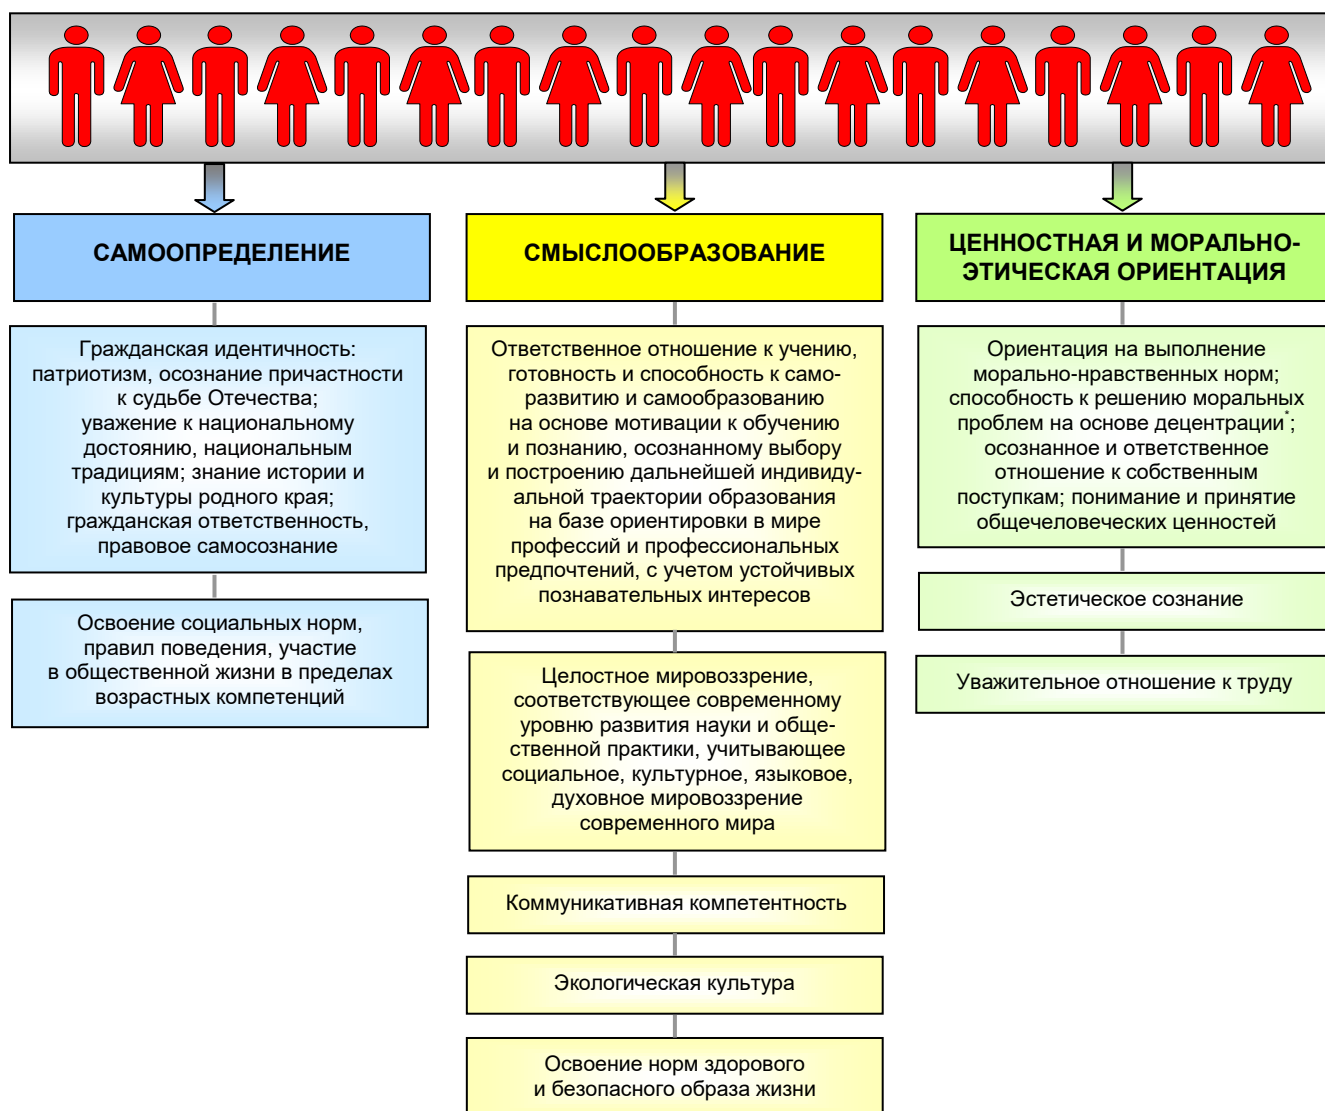 САМООПРЕДЕЛЕНИЕ
Гражданская идентичность:
патриотизм, осознание причастности
к судьбе Отечества;
уважение к национальному
достоянию, национальным
традициям; знание истории и
культуры родного края;
гражданская ответственность,
правовое самосознание
Освоение социальных норм,
правил поведения, участие
в общественной жизни в пределах
возрастных компетенций
СМЫСЛООБРАЗОВАНИЕ
Ответственное отношение к учению,
готовность и способность к само-
развитию и самообразованию
на основе мотивации к обучению
и познанию, осознанному выбору
и построению дальнейшей индивиду-
альной траектории образования
на базе ориентировки в мире
профессий и профессиональных
предпочтений, с учетом устойчивых
познавательных интересов
Целостное мировоззрение,
соответствующее современному
уровню развития науки и обще-
ственной практики, учитывающее
социальное, культурное, языковое,
духовное мировоззрение
современного мира
Коммуникативная компетентность
Экологическая культура
Освоение норм здорового
и безопасного образа жизни
ЦЕННОСТНАЯ И МОРАЛЬНО-
ЭТИЧЕСКАЯ ОРИЕНТАЦИЯ
Ориентация на выполнение
морально-нравственных норм;
способность к решению моральных
проблем на основе децентрации*;
осознанное и ответственное
отношение к собственным
поступкам; понимание и принятие
общечеловеческих ценностей
Эстетическое сознание
Уважительное отношение к труду